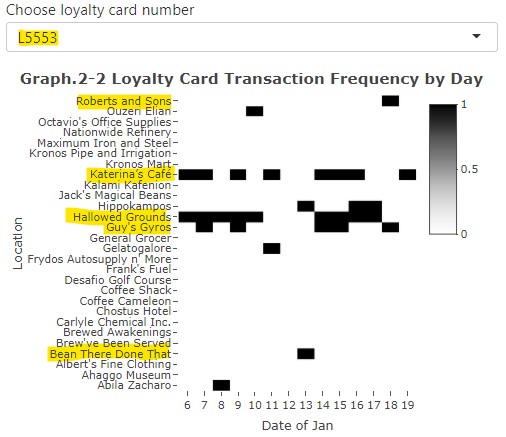 Choose loyalty card number
L5553
Graph.2-2 Loyalty Card Transaction Frequency by Day
Roberts and Sons
Ouzeri Elian
Octavio's Office Supplies
Nationwide Refinery
Maximum Iron and Steel
Kronos Pipe and Irrigation
Kronos Mart
Katerina's Café
Kalami Kafenion
Jack's Magical Beans
Hippokampos
Hallowed Grounds
Guy's Gyros
General Grocer
Gelatogalore
Frydos Autosupply n' More
Frank's Fuel
Desafio Golf Course
Coffee Shack
Coffee Cameleon
Chostus Hotel
Carlyle Chemical Inc.
Brewed Awakenings
Brew've Been Served
Bean There Done That
Albert's Fine Clothing
Ahaggo Museum
Abila Zacharo
Location
6 7 8 9 10 11 12 13 14 15 16 17 18 19
Date of Jan
1
0.5
0